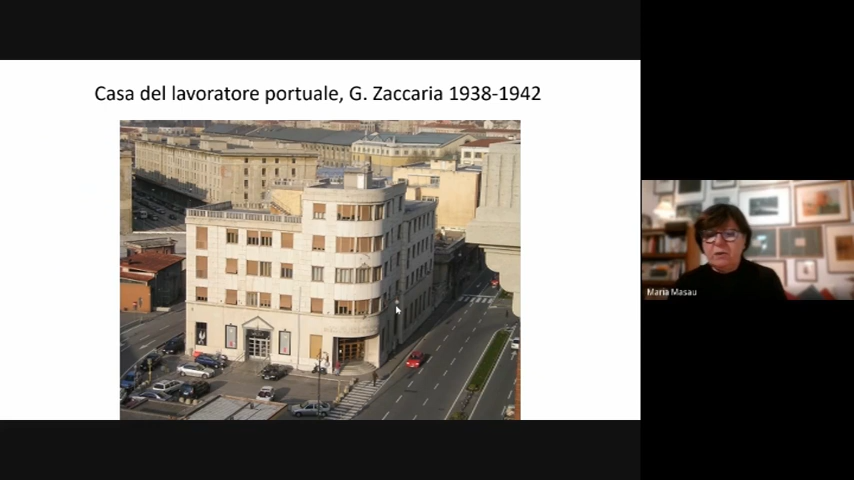 Casa del lavoratore portuale, G. Zaccaria 1938-1942
Maria Masau